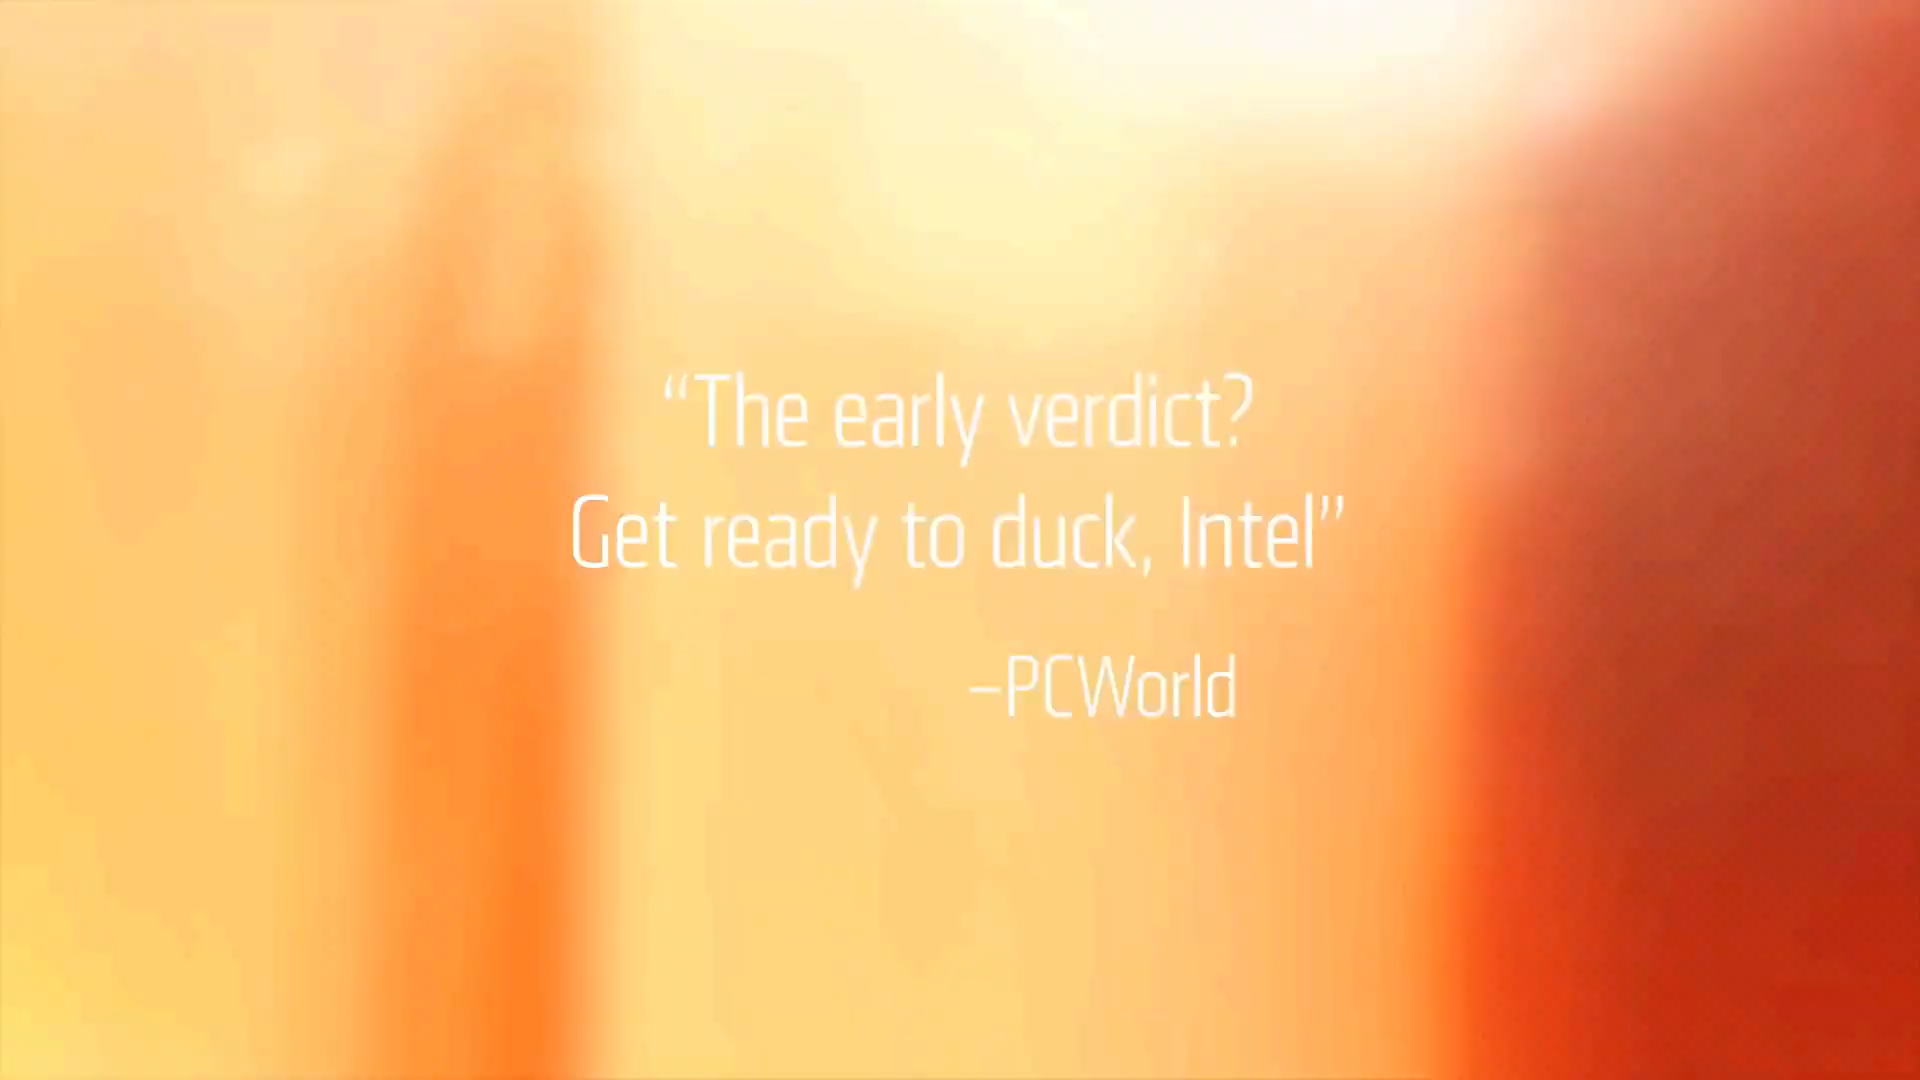 “The early verdict?
Get ready to duck, Intel”
–PCWorld